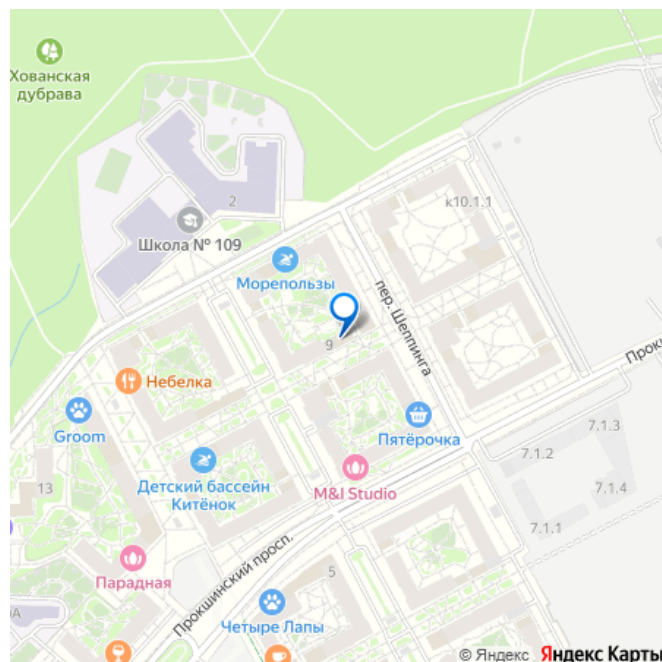 Хованская
дубрава
2
Школа № 109
к10.1.1
Морепользы
пер. Шеппинга
9
Небелка
Groom
Пятёрочка
7.1.3
7.1.2
7.1.4
7.1.1
Детский бассейн
Китёнок
M&I Studio
13
Прокшинский просп.
Парадная
5
Четыре Лапы
© Яндекс Яндекс Карты